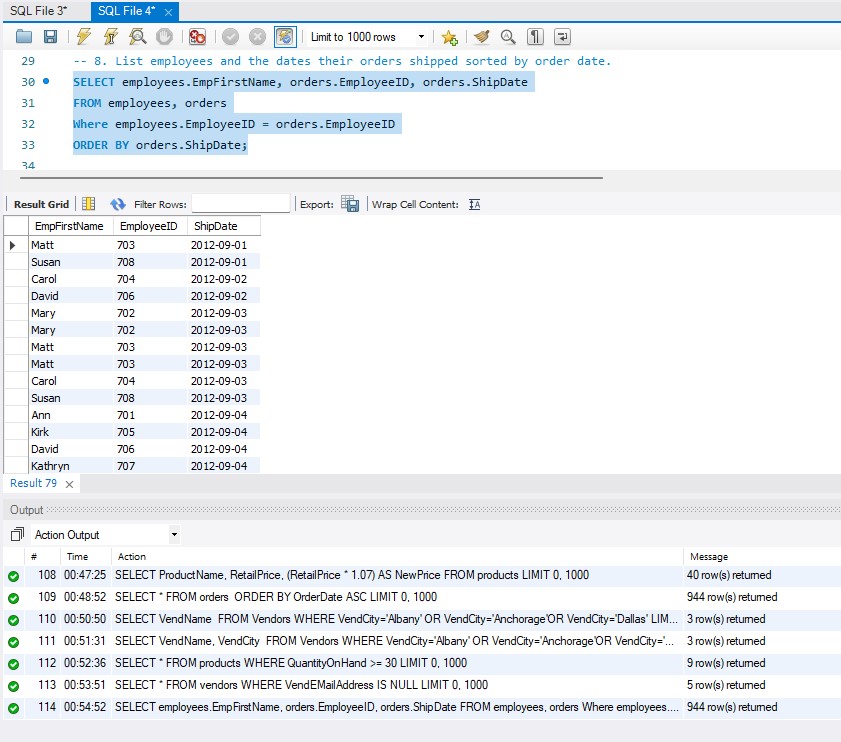 SQL File 3*
SQL File 4*
Limit to 1000 rows
29 -- 8. List employees and the dates their orders shipped sorted by order date.
30 SELECT employees.EmpFirstName, orders.EmployeeID, orders.ShipDate
31 FROM employees, orders
32 Where employees.EmployeeID = orders.EmployeeID
33 ORDER BY orders.ShipDate;
34
Result Grid Filter Rows: Export: Wrap Cell Content: IA
EmpFirstName EmployeeID ShipDate
Matt 703 2012-09-01
Susan 708 2012-09-01
Carol 704 2012-09-02
David 706 2012-09-02
Mary 702 2012-09-03
Mary 702 2012-09-03
Matt 703 2012-09-03
Matt 703 2012-09-03
Carol 704 2012-09-03
Susan 708 2012-09-03
Ann 701 2012-09-04
Kirk 705 2012-09-04
David 706 2012-09-04
Kathryn 707 2012-09-04
Result 79
Output
Action Output
# Time Action Message
108 00:47:25 SELECT ProductName, RetailPrice, (RetailPrice * 1.07) AS NewPrice FROM products LIMIT 0, 1000 40 row(s) returned
109 00:48:52 SELECT * FROM orders ORDER BY OrderDate ASC LIMIT 0, 1000 944 row(s) returned
110 00:50:50 SELECT VendName FROM Vendors WHERE VendCity='Albany' OR VendCity='Anchorage'OR VendCity='Dallas' LIM... 3 row(s) returned
111 00:51:31 SELECT VendName, VendCity FROM Vendors WHERE VendCity='Albany' OR VendCity='Anchorage'OR VendCity='... 3 row(s) returned
112 00:52:36 SELECT * FROM products WHERE QuantityOnHand >= 30 LIMIT 0, 1000 9 row(s) returned
113 00:53:51 SELECT * FROM vendors WHERE VendEMailAddress IS NULL LIMIT 0, 1000 5 row(s) returned
114 00:54:52 SELECT employees.EmpFirstName, orders.EmployeeID, orders.ShipDate FROM employees, orders Where employees.... 944 row(s) returned